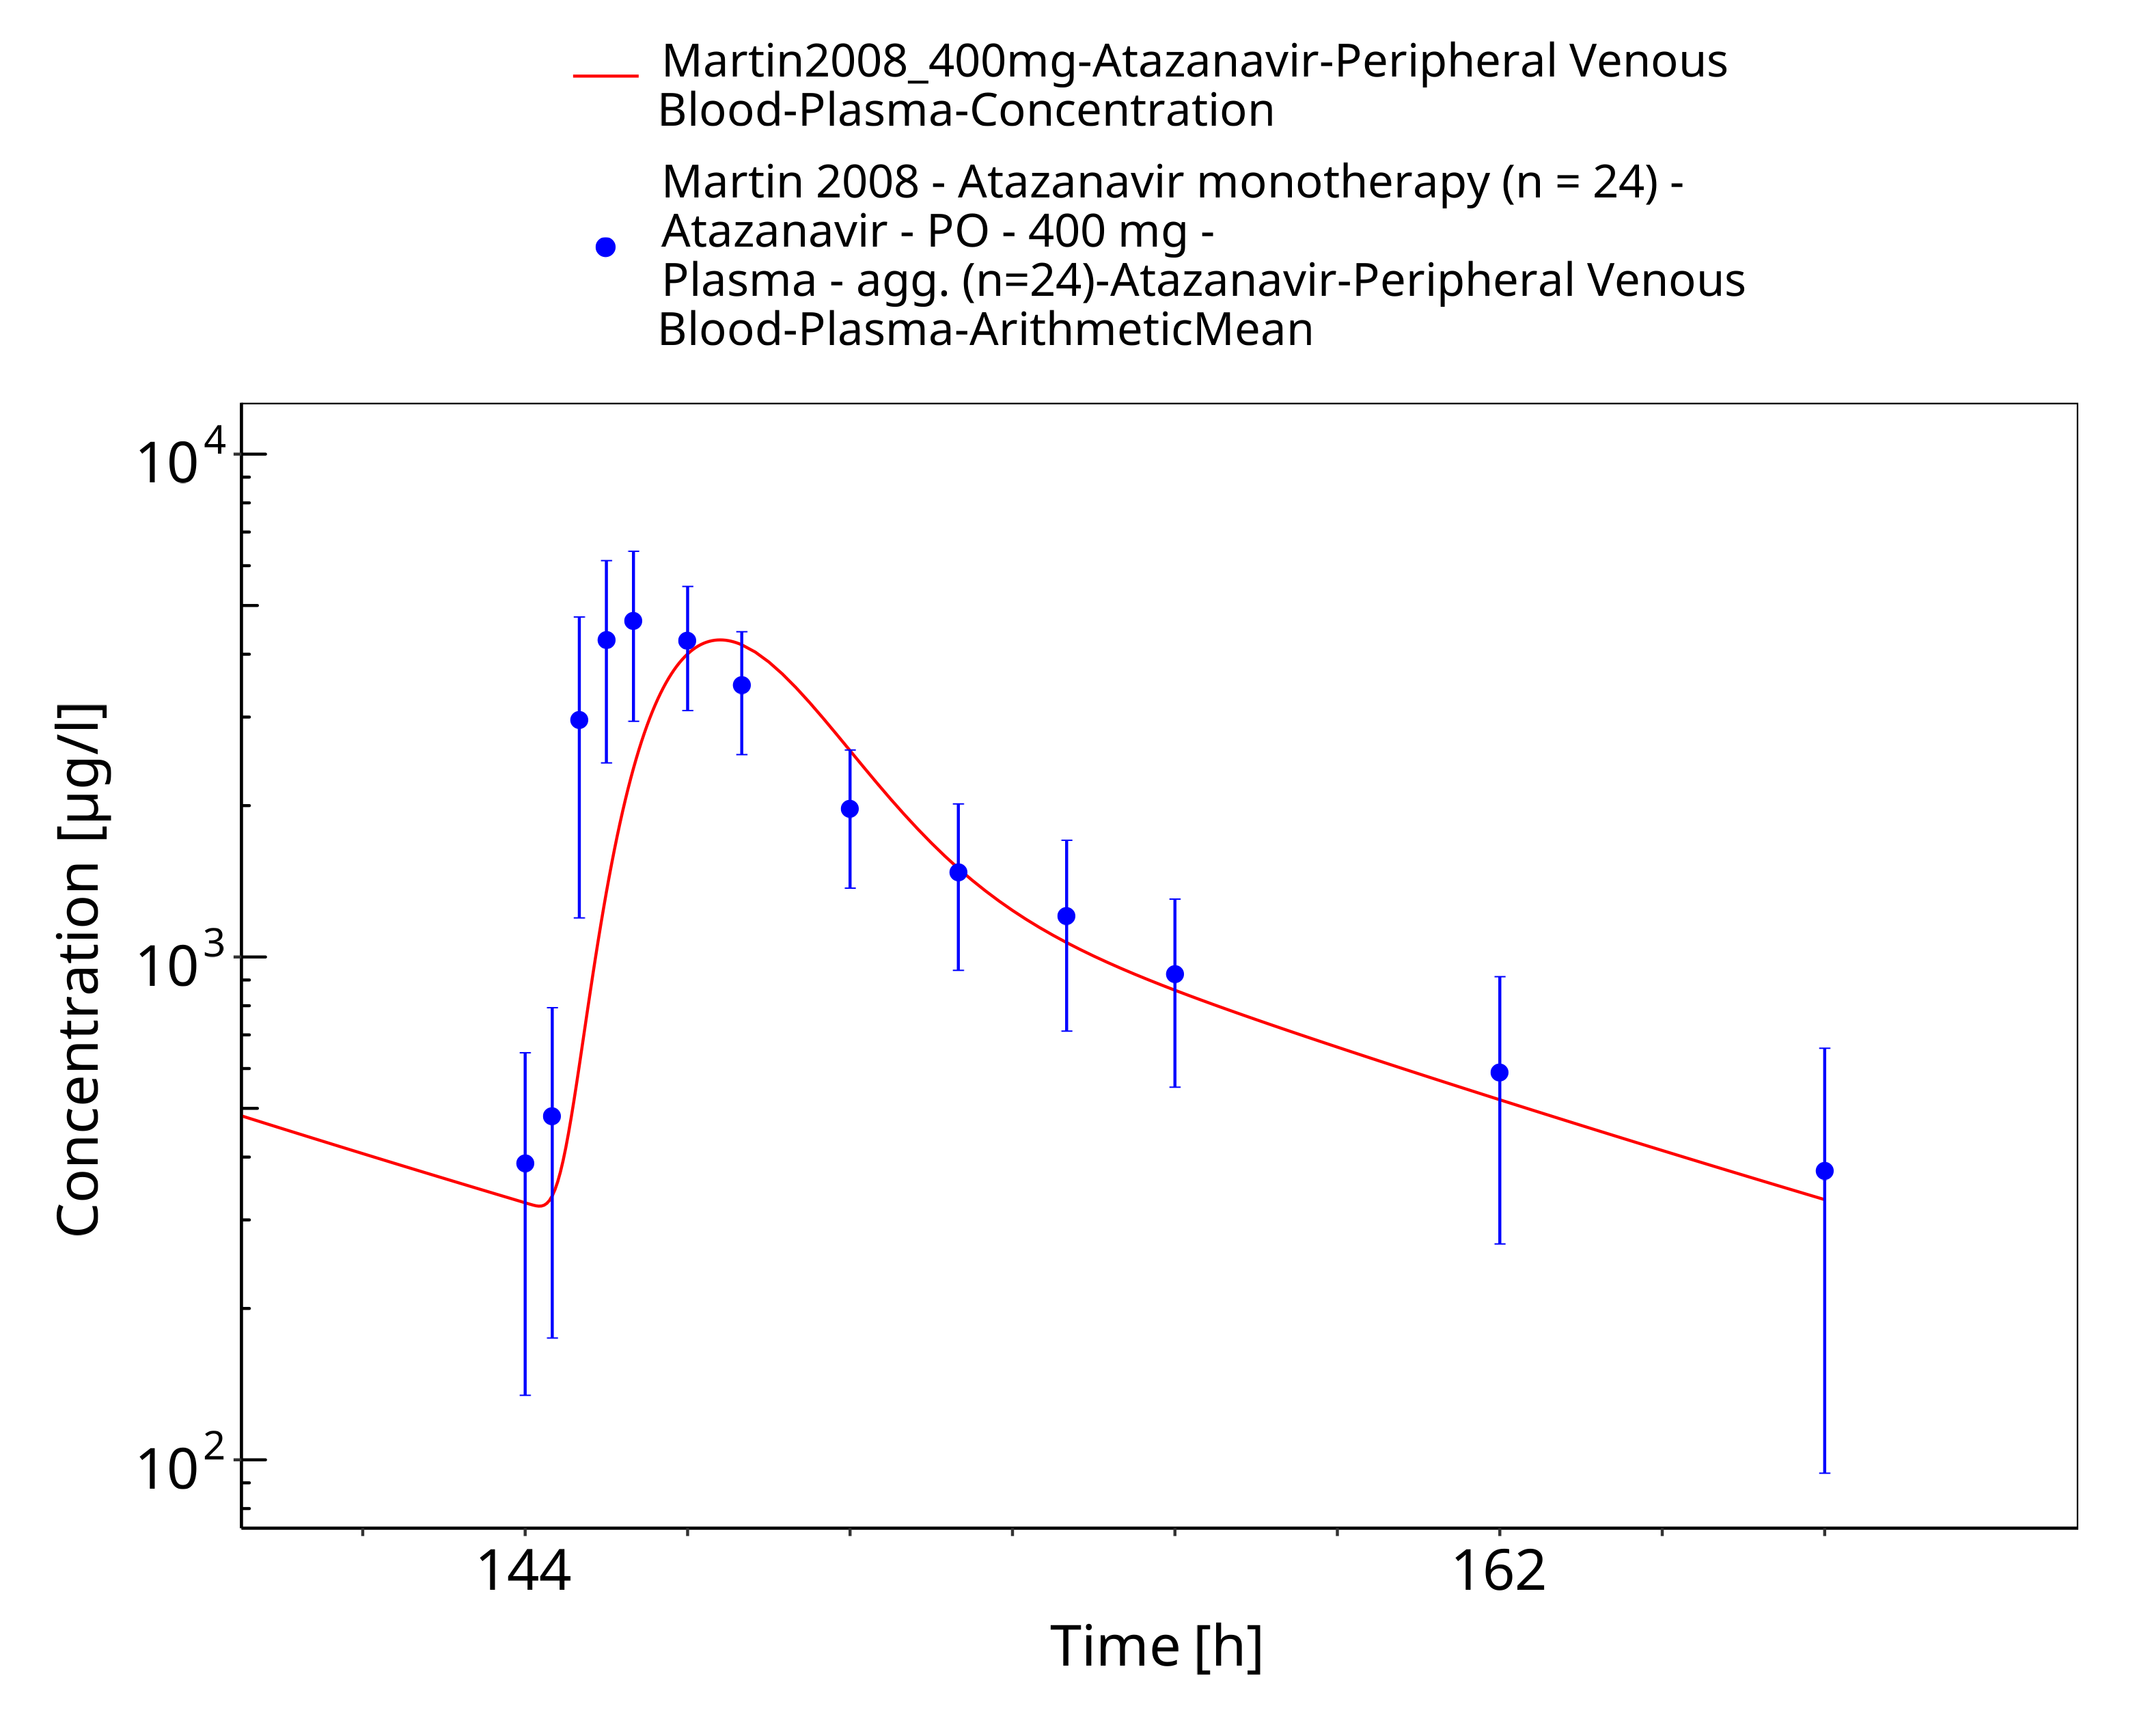 Martin2008_400mg-Atazanavir-Peripheral Venous
Blood-Plasma-Concentration
Martin 2008 - Atazanavir monotherapy (n = 24) -
Atazanavir - PO - 400 mg -
Plasma - agg. (n=24)-Atazanavir-Peripheral Venous
Blood-Plasma-ArithmeticMean
10^4
10^3
10^2
Concentration [µg/l]
144 162
Time [h]